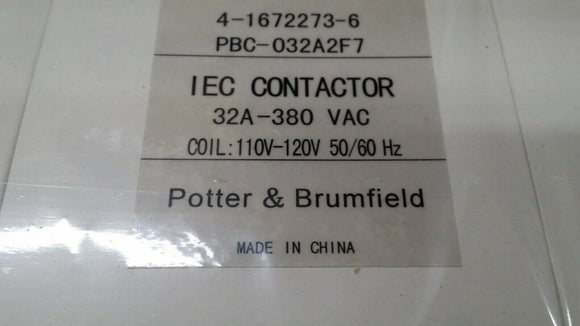 4-1672273-6
PBC-032A2F7
IEC CONTACTOR
32A-380 VAC
COIL:110V-120V 50/60 Hz
Potter & Brumfield
MADE IN CHINA